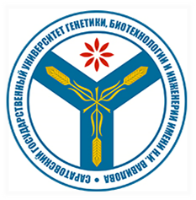 САРАТОВСКИЙ ГОСУДАРСТВЕННЫЙ УНИВЕРСИТЕТ ГЕНЕТИКИ, БИОТЕХНОЛОГИИ И ИНЖЕНЕРИИ ИМЕНИ Н.И. ВАВИЛОВА •